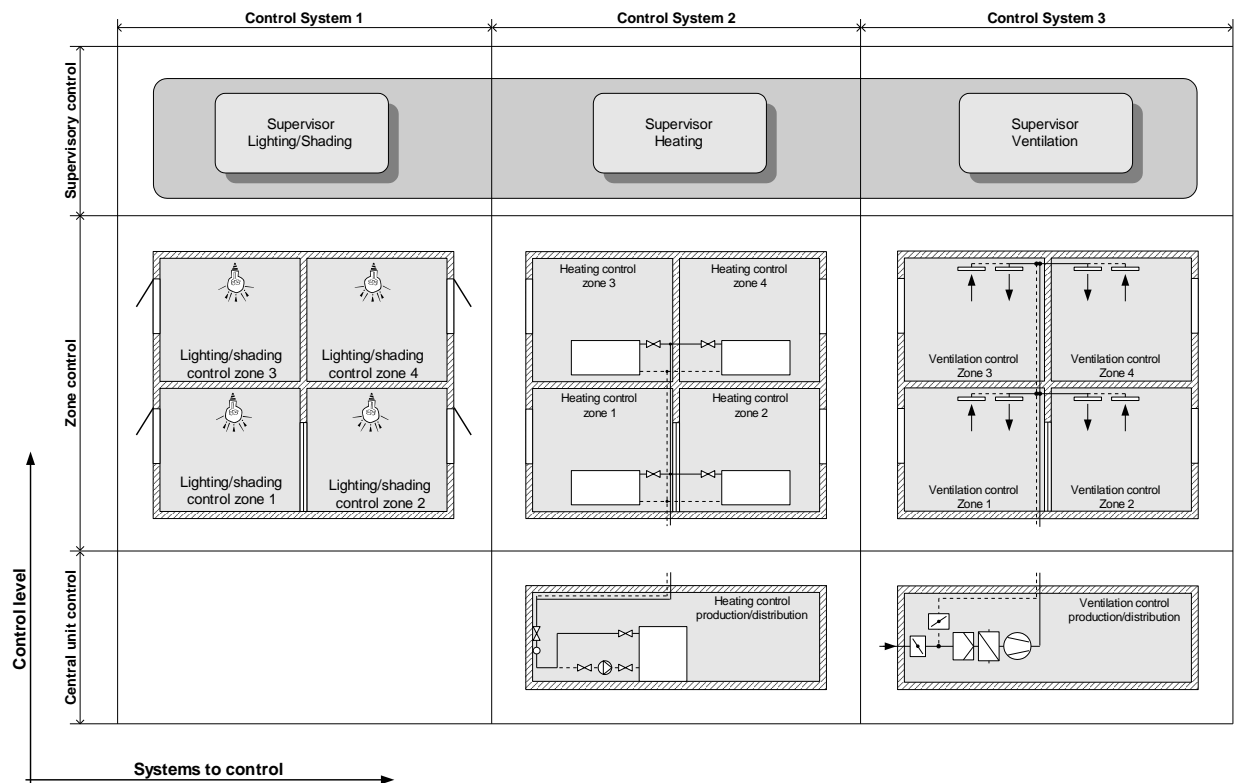 Control System 1
Control System 2
Control System 3
Supervisory control
Supervisor
Lighting/Shading
Supervisor
Heating
Supervisor
Ventilation
Zone control
Lighting/shading
control zone 3
Lighting/shading
control zone 4
Lighting/shading
control zone 1
Lighting/shading
control zone 2
Heating control
zone 3
Heating control
zone 4
Heating control
zone 1
Heating control
zone 2
Ventilation control
Zone 3
Ventilation control
Zone 4
Ventilation control
Zone 1
Ventilation control
Zone 2
Central unit control
Heating control
production/distribution
Ventilation control
production/distribution
Control level
Systems to control